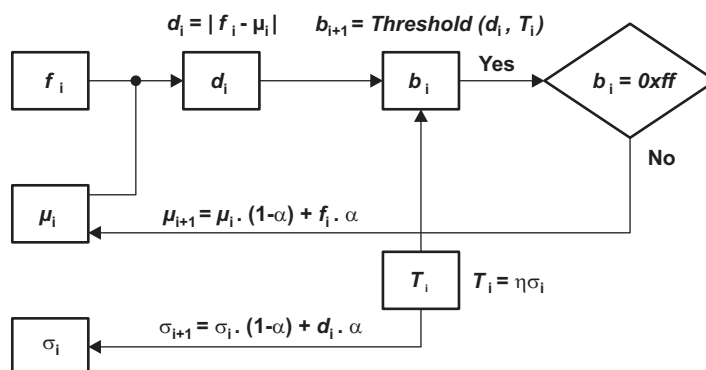 dᵢ = | fᵢ - µᵢ |
bᵢ₊₁ = Threshold (dᵢ , Tᵢ)
fᵢ
dᵢ
bᵢ
Yes
bᵢ = 0xff
No
µᵢ
µᵢ₊₁ = µᵢ . (1-α) + fᵢ . α
Tᵢ
Tᵢ = ησᵢ
σᵢ₊₁ = σᵢ . (1-α) + dᵢ . α
σᵢ